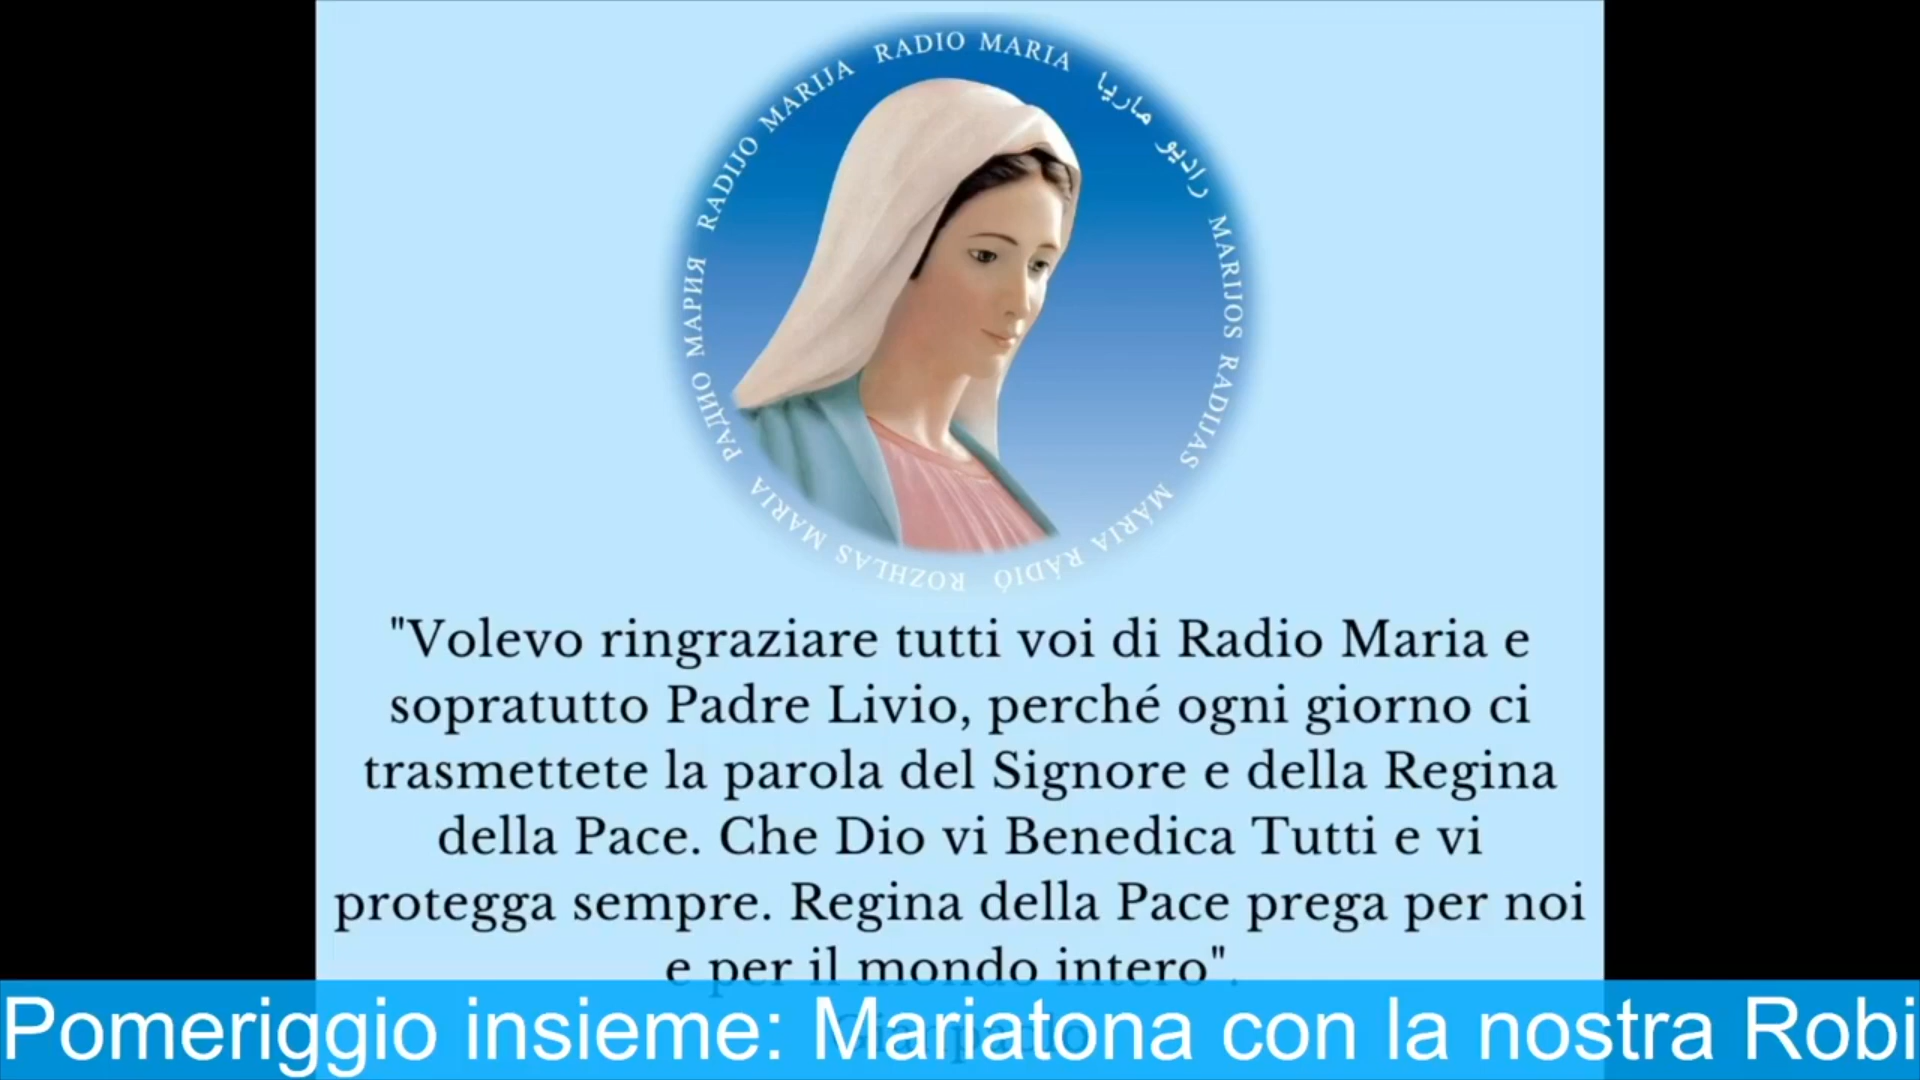 RADIO MARIA
راديو ماريا
MARIJOS RADIJAS
MÁRIA RÁDIÓ
ROZHLAS MARIA
РАДИО МАРИЯ
RADIJO MARIJA
"Volevo ringraziare tutti voi di Radio Maria e
sopratutto Padre Livio, perché ogni giorno ci
trasmettete la parola del Signore e della Regina
della Pace. Che Dio vi Benedica Tutti e vi
protegga sempre. Regina della Pace prega per noi
e per il mondo intero".
Gianpaolo
Pomeriggio insieme: Mariatona con la nostra Robi